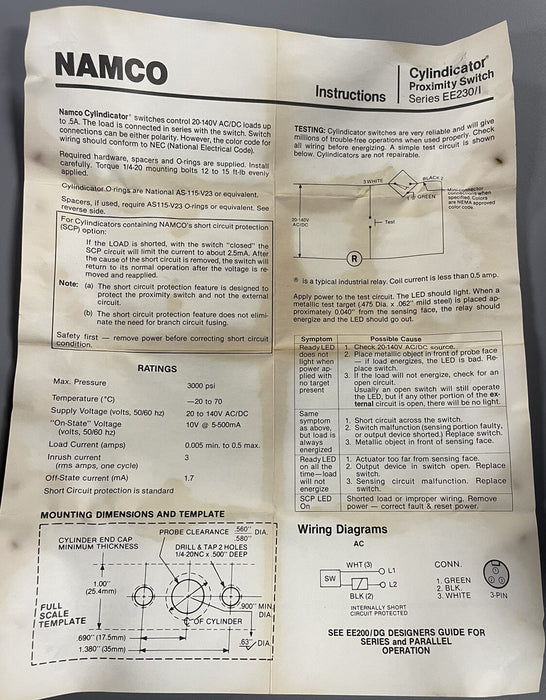 NAMCO
Instructions
Cylindicator®
Proximity Switch
Series EE230/I
Namco Cylindicator® switches control 20-140V AC/DC loads up
to .5A. The load is connected in series with the switch. Switch
connections can be either polarity. However, the color code for
wiring should conform to NEC (National Electrical Code).
Required hardware, spacers and O-rings are supplied. Install
carefully. Torque 1/4-20 mounting bolts 12 to 15 ft-lb evenly
applied.
Cylindicator O-rings are National AS-115-V23 or equivalent.
Spacers, if used, require AS115-V23 O-rings or equivalent. See
reverse side.
For Cylindicators containing NAMCO's short circuit protection
(SCP) option:
If the LOAD is shorted, with the switch "closed" the
SCP circuit will limit the current to about 2.5mA. After
the cause of the short circuit is removed, the switch will
return to its normal operation after the voltage is re-
moved and reapplied.
Note: (a) The short circuit protection feature is designed to
protect the proximity switch and not the external
circuit.
(b) The short circuit protection feature does not elimi-
nate the need for branch circuit fusing.
Safety first — remove power before correcting short circuit
condition.
RATINGS
Max. Pressure 3000 psi
Temperature (°C) —20 to 70
Supply Voltage (volts, 50/60 hz) 20 to 140V AC/DC
"On-State" Voltage 10V @ 5-500mA
(volts, 50/60 hz)
Load Current (amps) 0.005 min. to 0.5 max.
Inrush current 3
(rms amps, one cycle)
Off-State current (mA) 1.7
Short Circuit protection is standard
MOUNTING DIMENSIONS AND TEMPLATE
CYLINDER END CAP
MINIMUM THICKNESS
PROBE CLEARANCE .560" DIA.
.580"
DRILL & TAP 2 HOLES
1/4-20NC x .500" DEEP
1.00"
(25.4mm)
FULL
SCALE
TEMPLATE
.900" MIN.
DIA.
℄ OF CYLINDER
.690" (17.5mm)
1.380" (35mm)
.63" DIA.
TESTING: Cylindicator switches are very reliable and will give
millions of trouble-free operations when used properly. Check
all wiring before energizing. A simple test circuit is shown
below. Cylindicators are not repairable.
3.WHITE
BLACK 2
1 GREEN
Mini-connector
connections when
specified. Colors
are NEMA approved
color code.
20-140V
AC/DC
Test
R
® is a typical industrial relay. Coil current is less than 0.5 amp.
Apply power to the test circuit. The LED should light. When a
metallic test target (.475 Dia. x .062" mild steel) is placed ap-
proximately 0.040" from the sensing face, the relay should
energize and the LED should go out.
Symptom Possible Cause
Ready LED 1. Check 20-140V AC/DC source.
does not 2. Place metallic object in front of probe face
light when — if load energizes, the LED is bad. Re-
power ap- place switch.
plied with 3. If the load will not energize, check for an
no target open circuit.
present Usually an open switch will still operate
the LED, but if any other portion of the ex-
ternal circuit is open, there will be no light.
Same 1. Short circuit across the switch.
symptom 2. Switch malfunction (sensing portion faulty,
as above, or output device shorted.) Replace switch.
but load is 3. Metallic object in front of sensing face.
always
energized
Ready LED 1. Actuator too far from sensing face.
on all the 2. Output device in switch open. Replace
time—load switch.
will not 3. Sensing circuit malfunction. Replace
energize switch.
SCP LED Shorted load or improper wiring. Remove
On power — correct fault & reset power.
Wiring Diagrams
AC
WHT (3)
SW
L1
L2
BLK (2)
INTERNALLY SHORT
CIRCUIT PROTECTED
CONN.
1. GREEN
2. BLK.
3. WHITE
3-PIN
SEE EE200/DG DESIGNERS GUIDE FOR
SERIES and PARALLEL
OPERATION